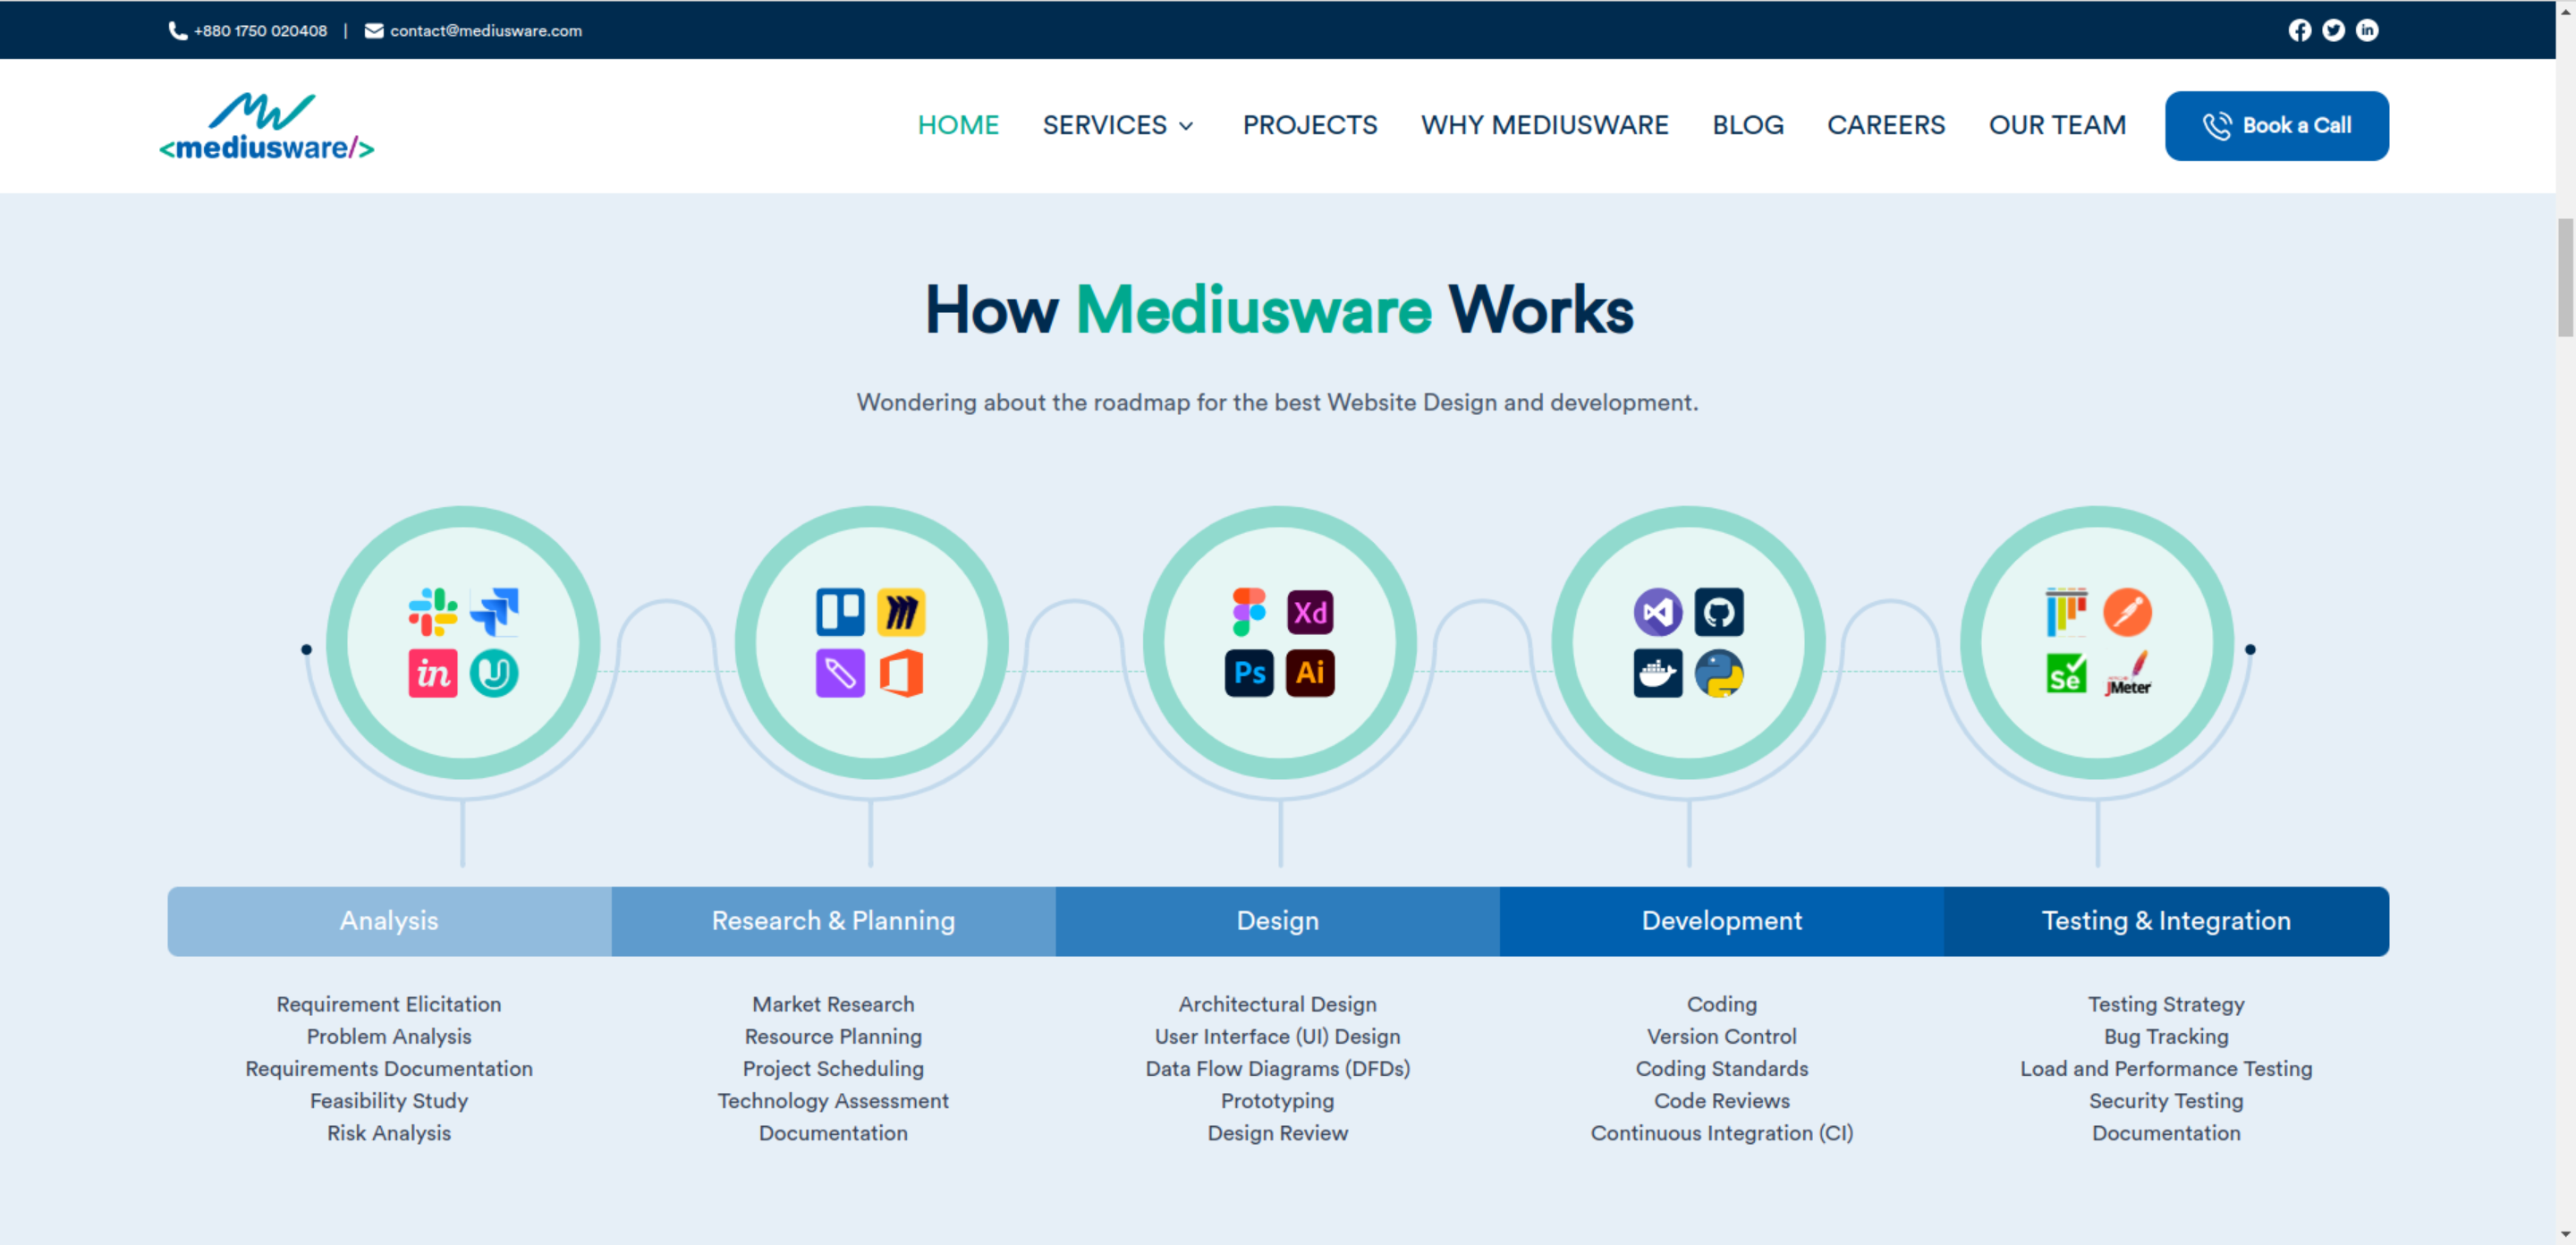 +880 1750 020408 | contact@mediusware.com
<mediusware/>
HOME SERVICES PROJECTS WHY MEDIUSWARE BLOG CAREERS OUR TEAM Book a Call
How Mediusware Works
Wondering about the roadmap for the best Website Design and development.
in
Xd
Ps Ai
Se JMeter
Analysis
Research & Planning
Design
Development
Testing & Integration
Requirement Elicitation
Problem Analysis
Requirements Documentation
Feasibility Study
Risk Analysis
Market Research
Resource Planning
Project Scheduling
Technology Assessment
Documentation
Architectural Design
User Interface (UI) Design
Data Flow Diagrams (DFDs)
Prototyping
Design Review
Coding
Version Control
Coding Standards
Code Reviews
Continuous Integration (CI)
Testing Strategy
Bug Tracking
Load and Performance Testing
Security Testing
Documentation